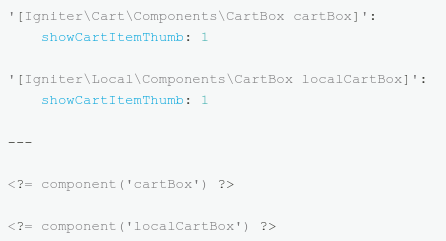 '[Igniter\Cart\Components\CartBox cartBox]':
    showCartItemThumb: 1
'[Igniter\Local\Components\CartBox localCartBox]':
    showCartItemThumb: 1
---
<?= component('cartBox') ?>
<?= component('localCartBox') ?>